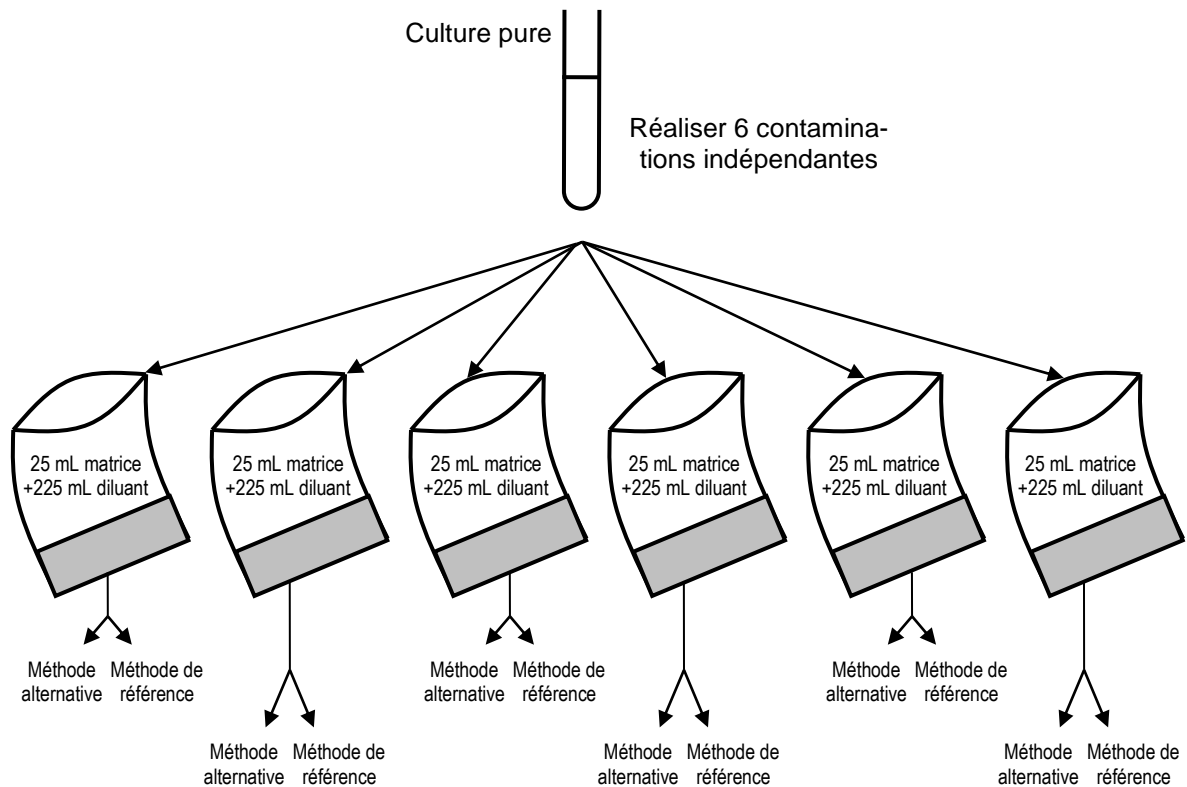 Culture pure
Réaliser 6 contamina-
tions indépendantes
25 mL matrice
+225 mL diluant
25 mL matrice
+225 mL diluant
25 mL matrice
+225 mL diluant
25 mL matrice
+225 mL diluant
25 mL matrice
+225 mL diluant
25 mL matrice
+225 mL diluant
Méthode
alternative
Méthode de
référence
Méthode
alternative
Méthode de
référence
Méthode
alternative
Méthode de
référence
Méthode
alternative
Méthode de
référence
Méthode
alternative
Méthode de
référence
Méthode
alternative
Méthode de
référence